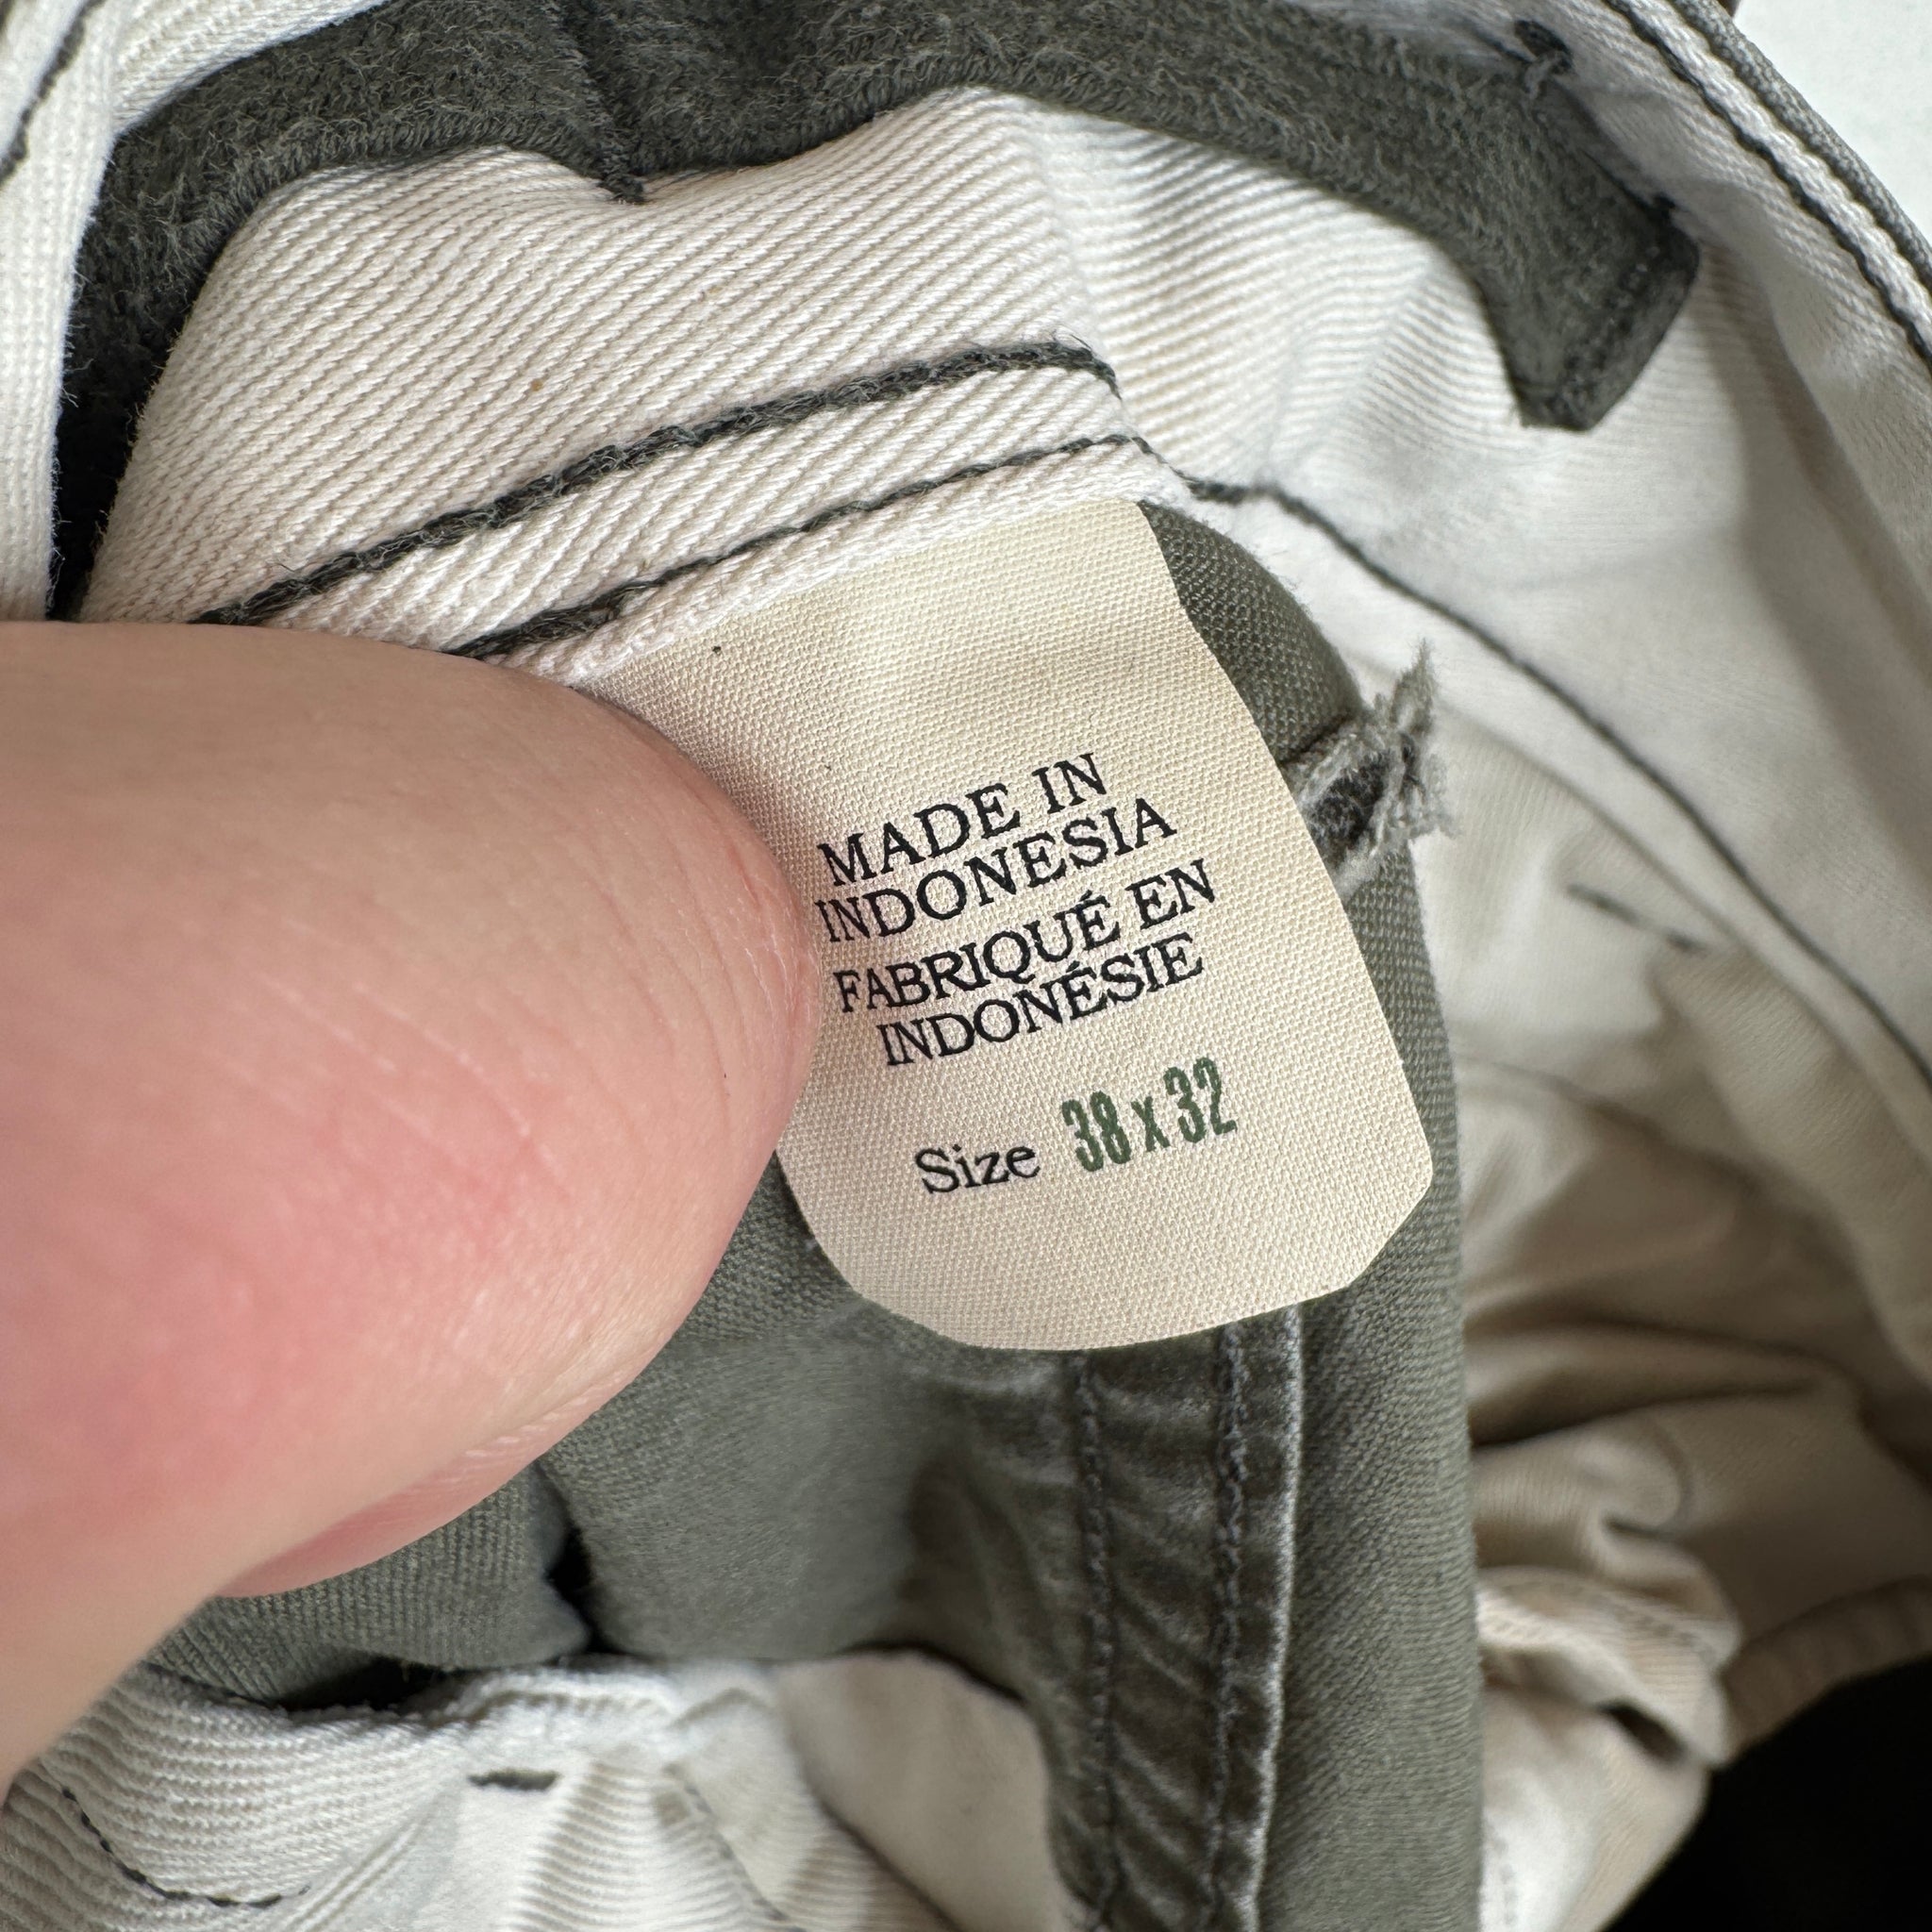 MADE IN
INDONESIA
FABRIQUÉ EN
INDONÉSIE
Size 38 x 32